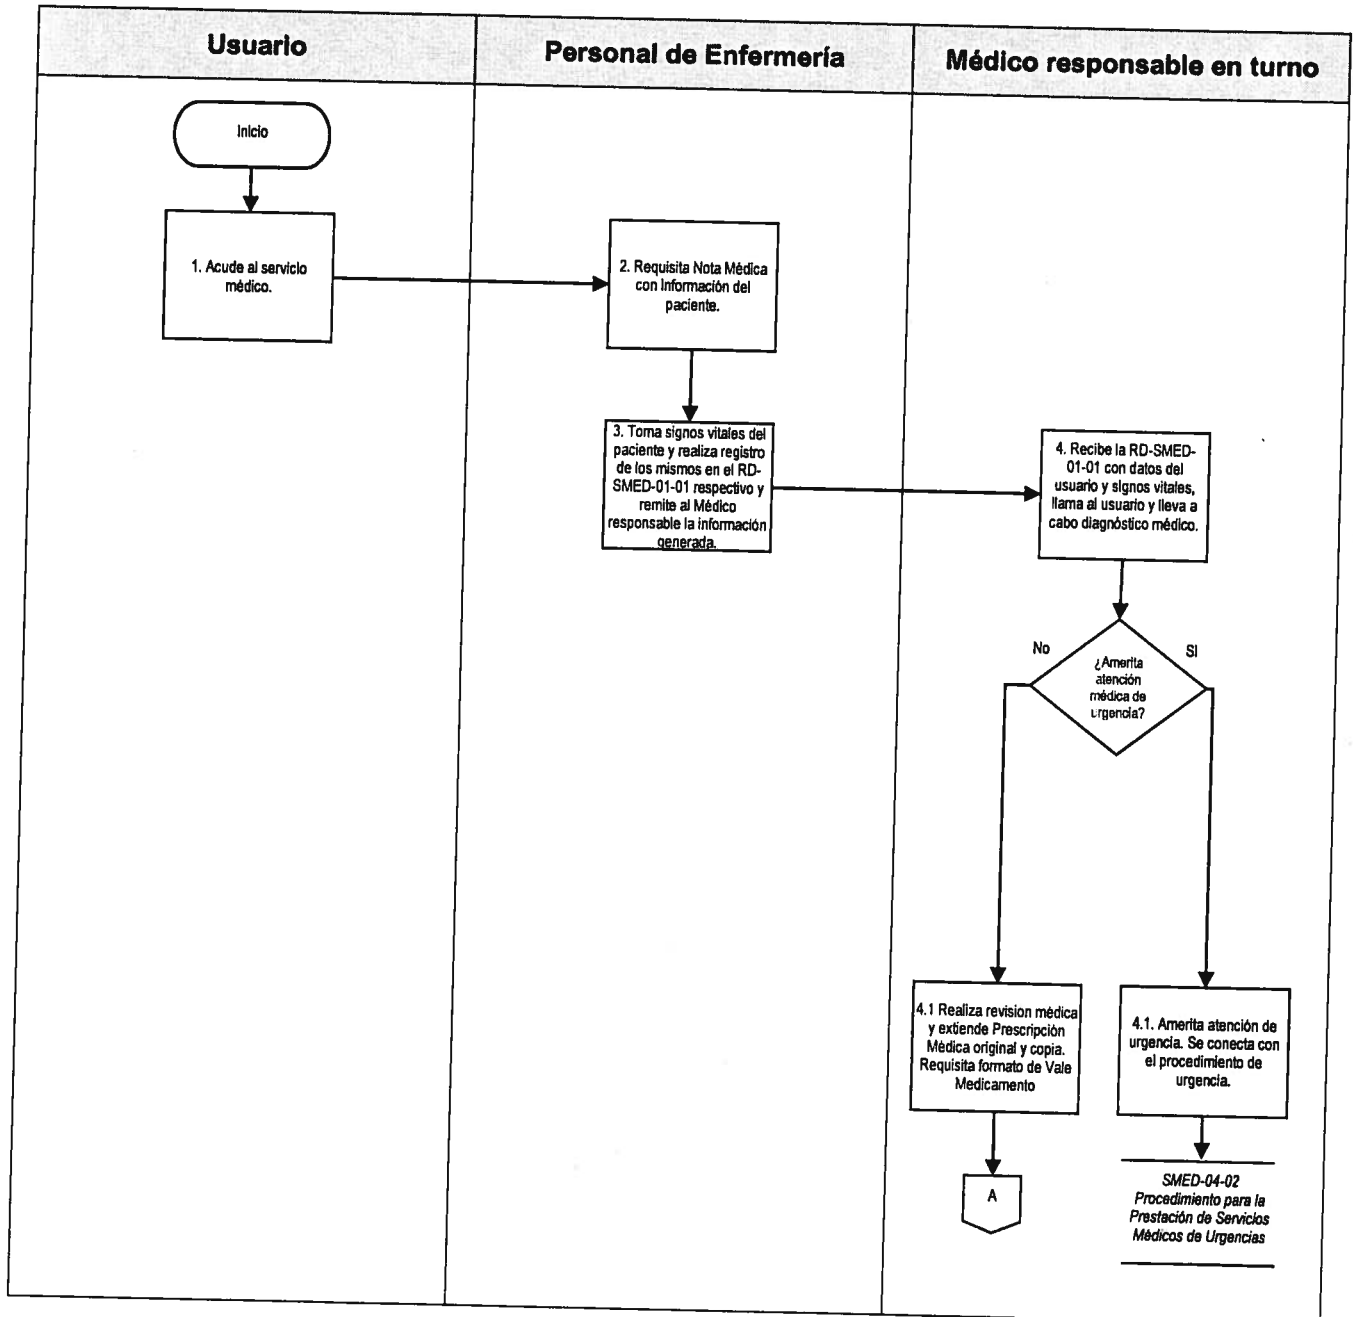 Usuario
Personal de Enfermería
Médico responsable en turno
Inicio
1. Acude al servicio
médico.
2. Requisita Nota Médica
con Información del
paciente.
3. Toma signos vitales del
paciente y realiza registro
de los mismos en el RD-
SMED-01-01 respectivo y
remite al Médico
responsable la información
generada.
4. Recibe la RD-SMED-
01-01 con datos del
usuario y signos vitales,
llama al usuario y lleva a
cabo diagnóstico médico.
No
SI
¿Amerita
atención
médica de
urgencia?
4.1 Realiza revision médica
y extiende Prescripción
Médica original y copia.
Requisita formato de Vale
Medicamento
4.1. Amerita atención de
urgencia. Se conecta con
el procedimiento de
urgencia.
A
SMED-04-02
Procedimiento para la
Prestación de Servicios
Médicos de Urgencias